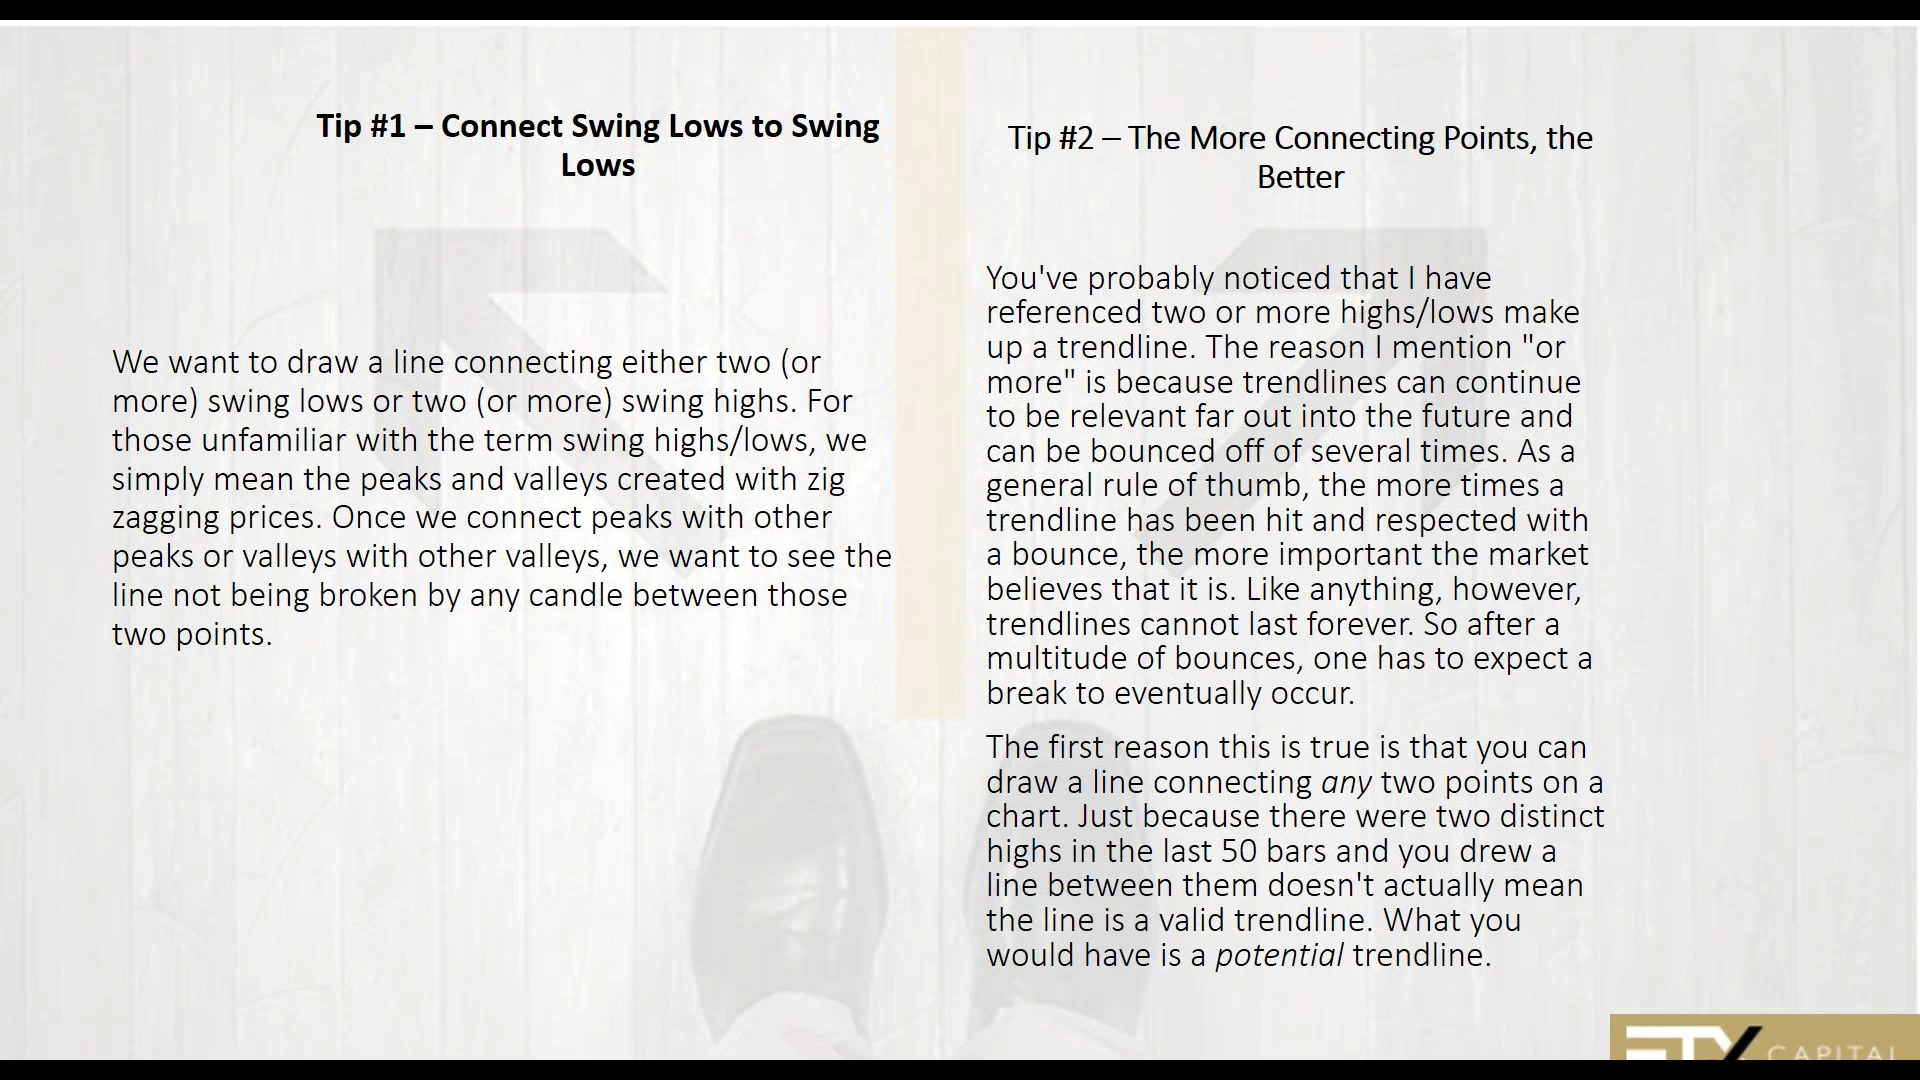 Tip #1 – Connect Swing Lows to Swing
Lows
We want to draw a line connecting either two (or
more) swing lows or two (or more) swing highs. For
those unfamiliar with the term swing highs/lows, we
simply mean the peaks and valleys created with zig
zagging prices. Once we connect peaks with other
peaks or valleys with other valleys, we want to see the
line not being broken by any candle between those
two points.
Tip #2 – The More Connecting Points, the
Better
You've probably noticed that I have
referenced two or more highs/lows make
up a trendline. The reason I mention "or
more" is because trendlines can continue
to be relevant far out into the future and
can be bounced off of several times. As a
general rule of thumb, the more times a
trendline has been hit and respected with
a bounce, the more important the market
believes that it is. Like anything, however,
trendlines cannot last forever. So after a
multitude of bounces, one has to expect a
break to eventually occur.
The first reason this is true is that you can
draw a line connecting any two points on a
chart. Just because there were two distinct
highs in the last 50 bars and you drew a
line between them doesn't actually mean
the line is a valid trendline. What you
would have is a potential trendline.
ETX CAPITAL